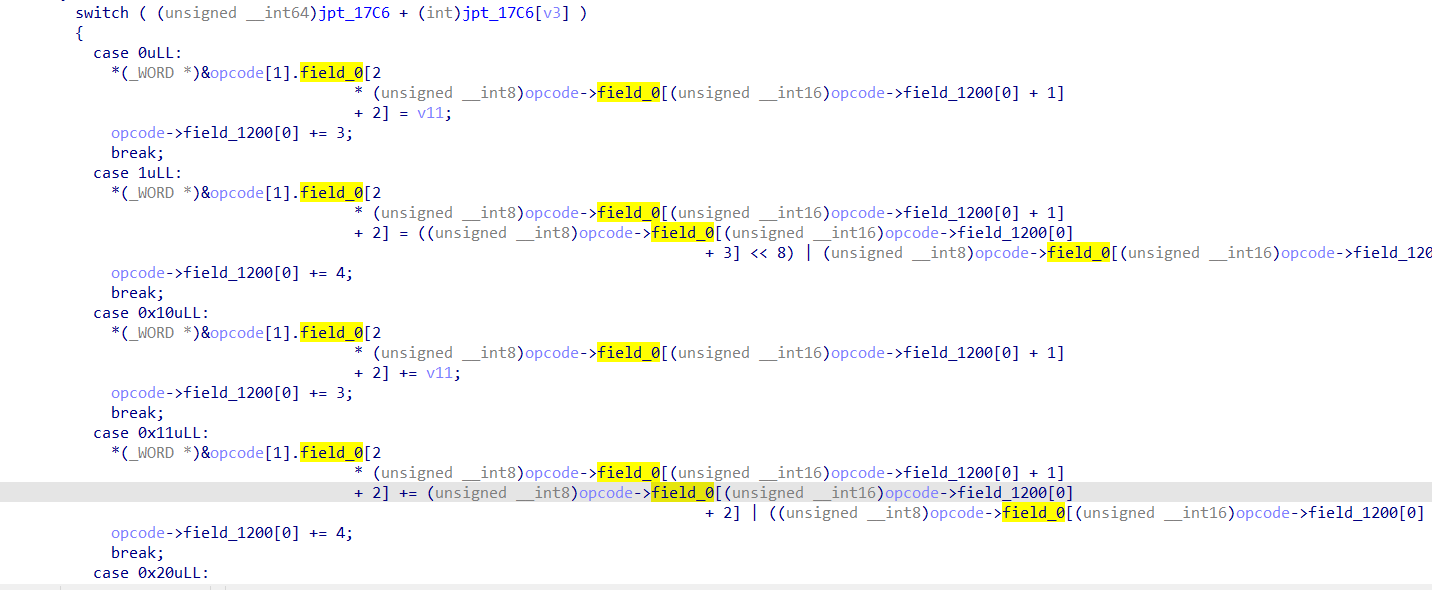 switch ( (unsigned __int64)jpt_17C6 + (int)jpt_17C6[v3] )
{
case 0uLL:
*(_WORD *)&opcode[1].field_0[2
* (unsigned __int8)opcode->field_0[(unsigned __int16)opcode->field_1200[0] + 1]
+ 2] = v11;
opcode->field_1200[0] += 3;
break;
case 1uLL:
*(_WORD *)&opcode[1].field_0[2
* (unsigned __int8)opcode->field_0[(unsigned __int16)opcode->field_1200[0] + 1]
+ 2] = ((unsigned __int8)opcode->field_0[(unsigned __int16)opcode->field_1200[0]
+ 3] << 8) | (unsigned __int8)opcode->field_0[(unsigned __int16)opcode->field_120
opcode->field_1200[0] += 4;
break;
case 0x10uLL:
*(_WORD *)&opcode[1].field_0[2
* (unsigned __int8)opcode->field_0[(unsigned __int16)opcode->field_1200[0] + 1]
+ 2] += v11;
opcode->field_1200[0] += 3;
break;
case 0x11uLL:
*(_WORD *)&opcode[1].field_0[2
* (unsigned __int8)opcode->field_0[(unsigned __int16)opcode->field_1200[0] + 1]
+ 2] += (unsigned __int8)opcode->field_0[(unsigned __int16)opcode->field_1200[0]
+ 2] | ((unsigned __int8)opcode->field_0[(unsigned __int16)opcode->field_1200[0]
opcode->field_1200[0] += 4;
break;
case 0x20uLL: